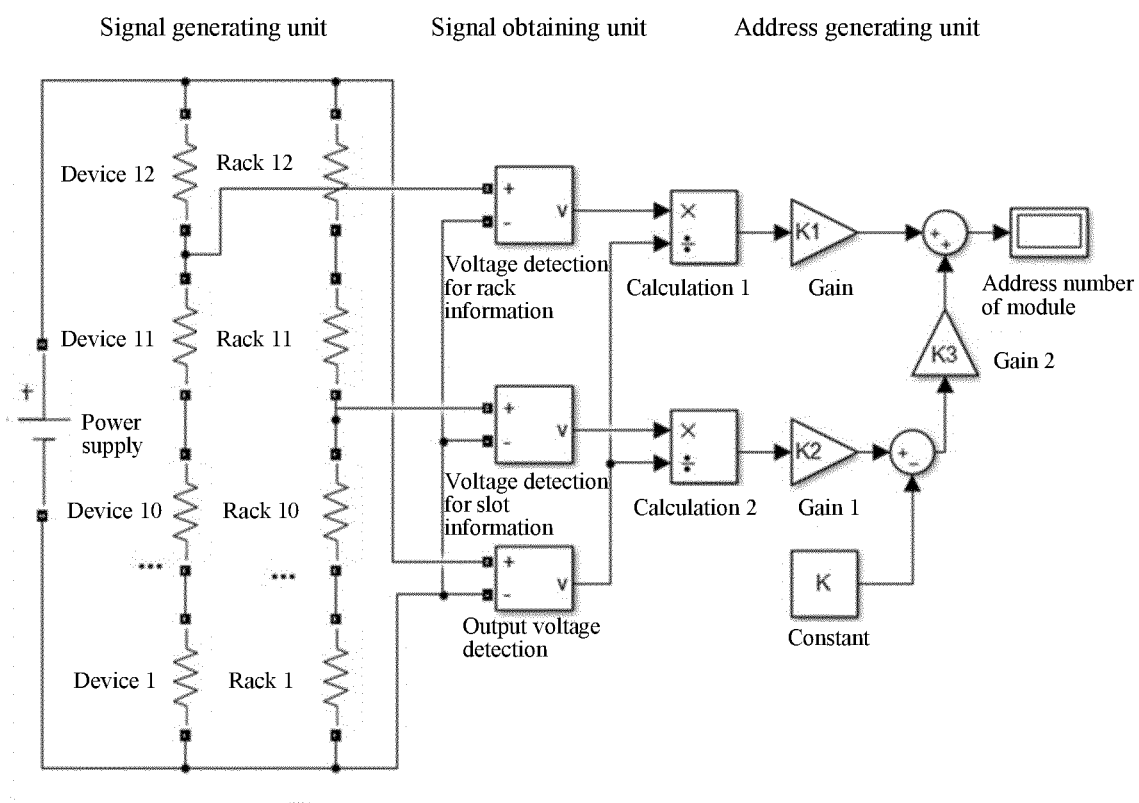 Signal generating unit
Signal obtaining unit
Address generating unit
Device 12
Rack 12
Device 11
Rack 11
Power
supply
Device 10
Rack 10
...
...
Device 1
Rack 1
+
-
v
Voltage detection
for rack
information
+
-
v
Voltage detection
for slot
information
+
-
v
Output voltage
detection
×
÷
Calculation 1
×
÷
Calculation 2
K1
Gain
K2
Gain 1
K
Constant
+
+
+
-
K3
Gain 2
Address number
of module